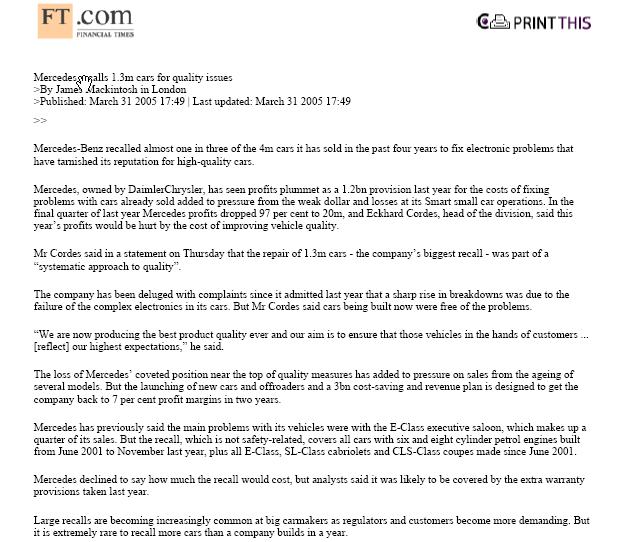 FT.com
FINANCIAL TIMES
PRINTTHIS
Mercedes recalls 1.3m cars for quality issues
>By James Mackintosh in London
>Published: March 31 2005 17:49 | Last updated: March 31 2005 17:49
>>
Mercedes-Benz recalled almost one in three of the 4m cars it has sold in the past four years to fix electronic problems that
have tarnished its reputation for high-quality cars.
Mercedes, owned by DaimlerChrysler, has seen profits plummet as a 1.2bn provision last year for the costs of fixing
problems with cars already sold added to pressure from the weak dollar and losses at its Smart small car operations. In the
final quarter of last year Mercedes profits dropped 97 per cent to 20m, and Eckhard Cordes, head of the division, said this
year's profits would be hurt by the cost of improving vehicle quality.
Mr Cordes said in a statement on Thursday that the repair of 1.3m cars - the company's biggest recall - was part of a
“systematic approach to quality”.
The company has been deluged with complaints since it admitted last year that a sharp rise in breakdowns was due to the
failure of the complex electronics in its cars. But Mr Cordes said cars being built now were free of the problems.
“We are now producing the best product quality ever and our aim is to ensure that those vehicles in the hands of customers ...
[reflect] our highest expectations,” he said.
The loss of Mercedes’ coveted position near the top of quality measures has added to pressure on sales from the ageing of
several models. But the launching of new cars and offroaders and a 3bn cost-saving and revenue plan is designed to get the
company back to 7 per cent profit margins in two years.
Mercedes has previously said the main problems with its vehicles were with the E-Class executive saloon, which makes up a
quarter of its sales. But the recall, which is not safety-related, covers all cars with six and eight cylinder petrol engines built
from June 2001 to November last year, plus all E-Class, SL-Class cabriolets and CLS-Class coupes made since June 2001.
Mercedes declined to say how much the recall would cost, but analysts said it was likely to be covered by the extra warranty
provisions taken last year.
Large recalls are becoming increasingly common at big carmakers as regulators and customers become more demanding. But
it is extremely rare to recall more cars than a company builds in a year.